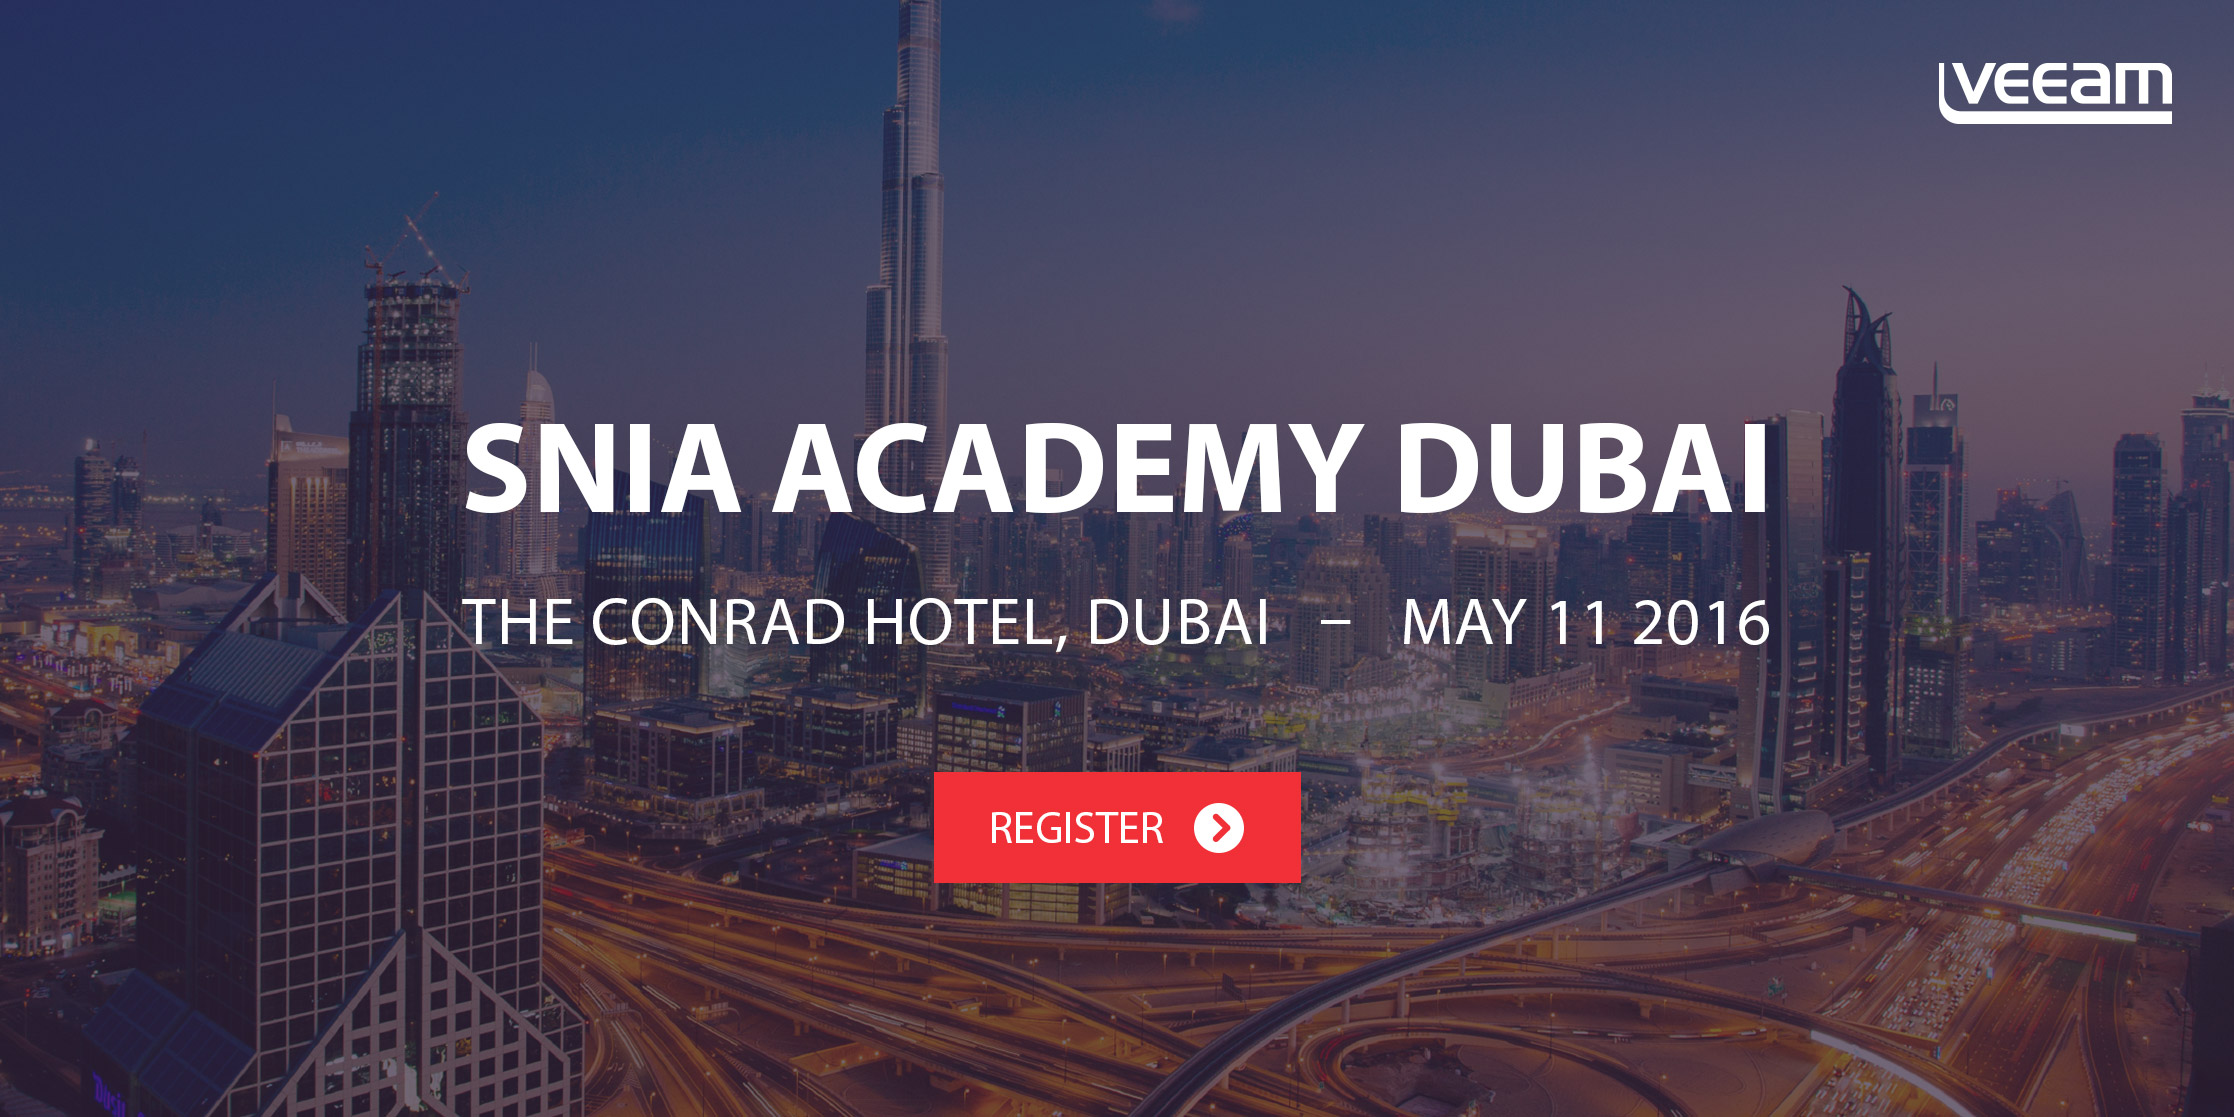 veeam
SNIA ACADEMY DUBAI
THE CONRAD HOTEL, DUBAI – MAY 11 2016
REGISTER